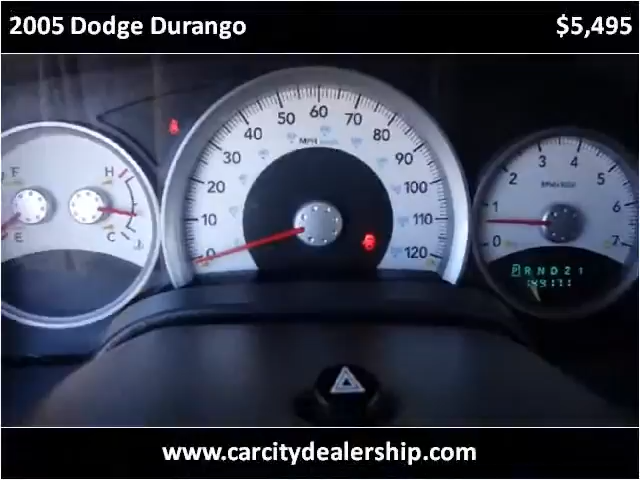 2005 Dodge Durango $5,495
F H
E C
0 10 20 30 40 50 60 70 80 90 100 110 120
MPH
0 1 2 3 4 5 6 7
P R N D 2 1
www.carcitydealership.com